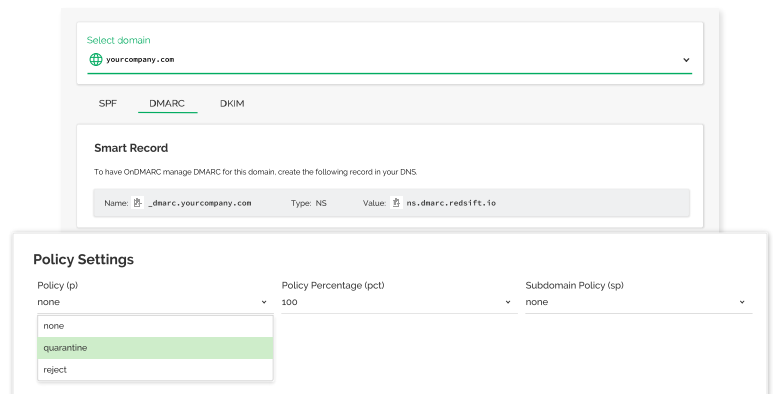 Select domain
yourcompany.com
SPF DMARC DKIM
Smart Record
To have OnDMARC manage DMARC for this domain, create the following record in your DNS.
Name: _dmarc.yourcompany.com Type: NS Value: ns.dmarc.redsift.io
Policy Settings
Policy (p) Policy Percentage (pct) Subdomain Policy (sp)
none 100 none
none
quarantine
reject